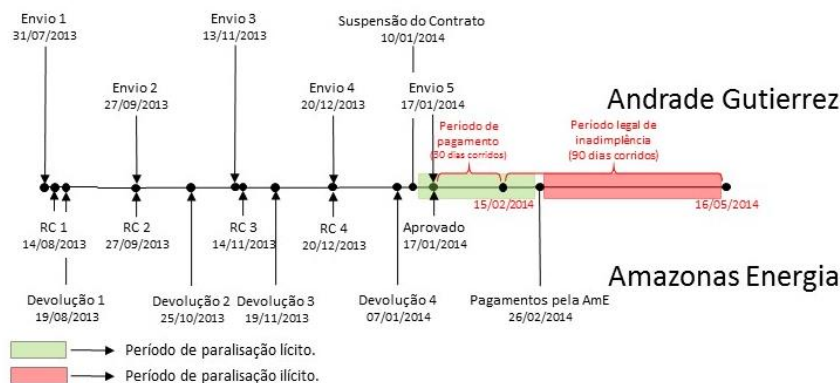 Envio 1
31/07/2013
Envio 3
13/11/2013
Suspensão do Contrato
10/01/2014
Envio 2
27/09/2013
Envio 4
20/12/2013
Envio 5
17/01/2014
Andrade Gutierrez
Período de
pagamento
(30 dias corridos)
Período legal de
inadimplência
(90 dias corridos)
15/02/2014
16/05/2014
RC 1
14/08/2013
RC 2
27/09/2013
RC 3
14/11/2013
RC 4
20/12/2013
Aprovado
17/01/2014
Amazonas Energia
Devolução 1
19/08/2013
Devolução 2
25/10/2013
Devolução 3
19/11/2013
Devolução 4
07/01/2014
Pagamentos pela AmE
26/02/2014
Período de paralisação lícito.
Período de paralisação ilícito.